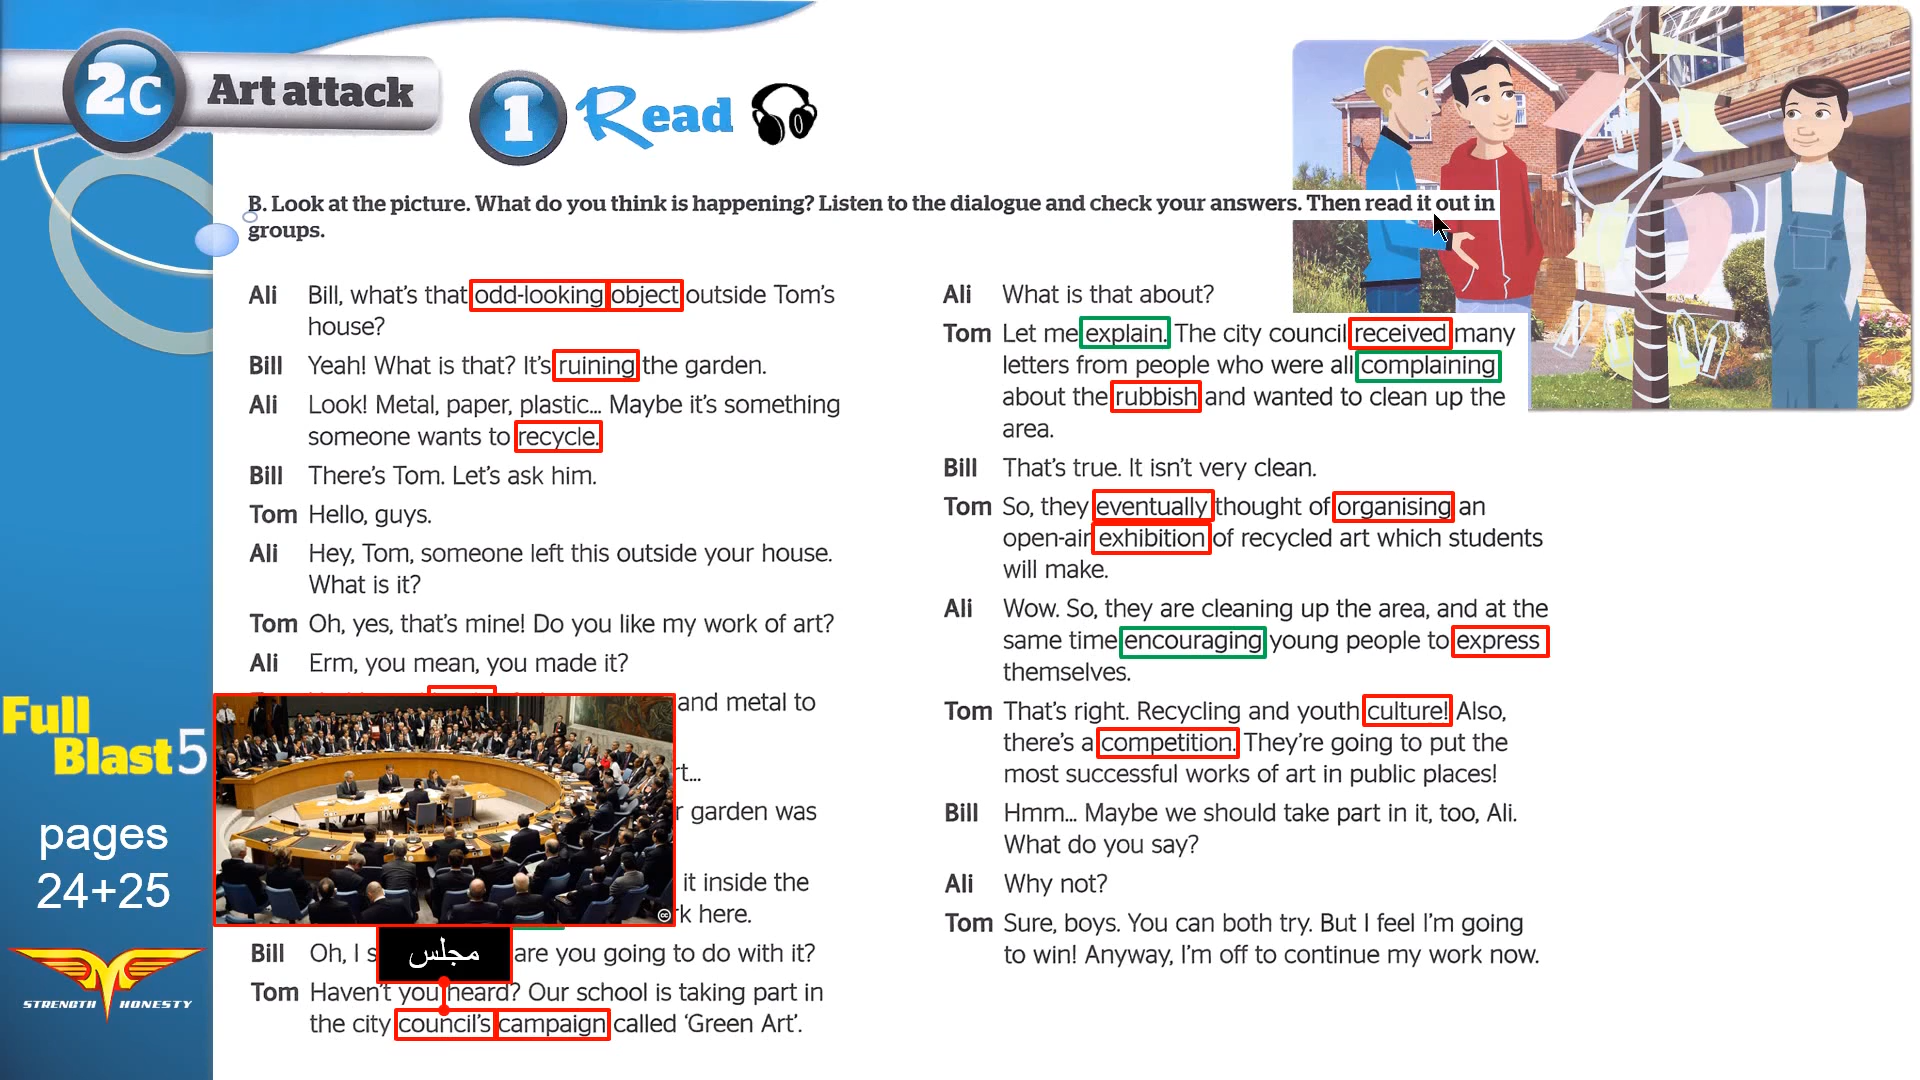 2C Art attack
1 Read
B. Look at the picture. What do you think is happening? Listen to the dialogue and check your answers. Then read it out in
groups.
Ali Bill, what's that odd-looking object outside Tom's
house?
Bill Yeah! What is that? It's ruining the garden.
Ali Look! Metal, paper, plastic... Maybe it's something
someone wants to recycle.
Bill There's Tom. Let's ask him.
Tom Hello, guys.
Ali Hey, Tom, someone left this outside your house.
What is it?
Tom Oh, yes, that's mine! Do you like my work of art?
Ali Erm, you mean, you made it?
and metal to
garden was
it inside the
here.
Bill Oh, I are you going to do with it?
مجلس
Tom Haven't you heard? Our school is taking part in
the city council's campaign called 'Green Art'.
Ali What is that about?
Tom Let me explain. The city council received many
letters from people who were all complaining
about the rubbish and wanted to clean up the
area.
Bill That's true. It isn't very clean.
Tom So, they eventually thought of organising an
open-air exhibition of recycled art which students
will make.
Ali Wow. So, they are cleaning up the area, and at the
same time encouraging young people to express
themselves.
Tom That's right. Recycling and youth culture! Also,
there's a competition. They're going to put the
most successful works of art in public places!
Bill Hmm... Maybe we should take part in it, too, Ali.
What do you say?
Ali Why not?
Tom Sure, boys. You can both try. But I feel I'm going
to win! Anyway, I'm off to continue my work now.
Full
Blast 5
pages
24+25
STRENGTH HONESTY